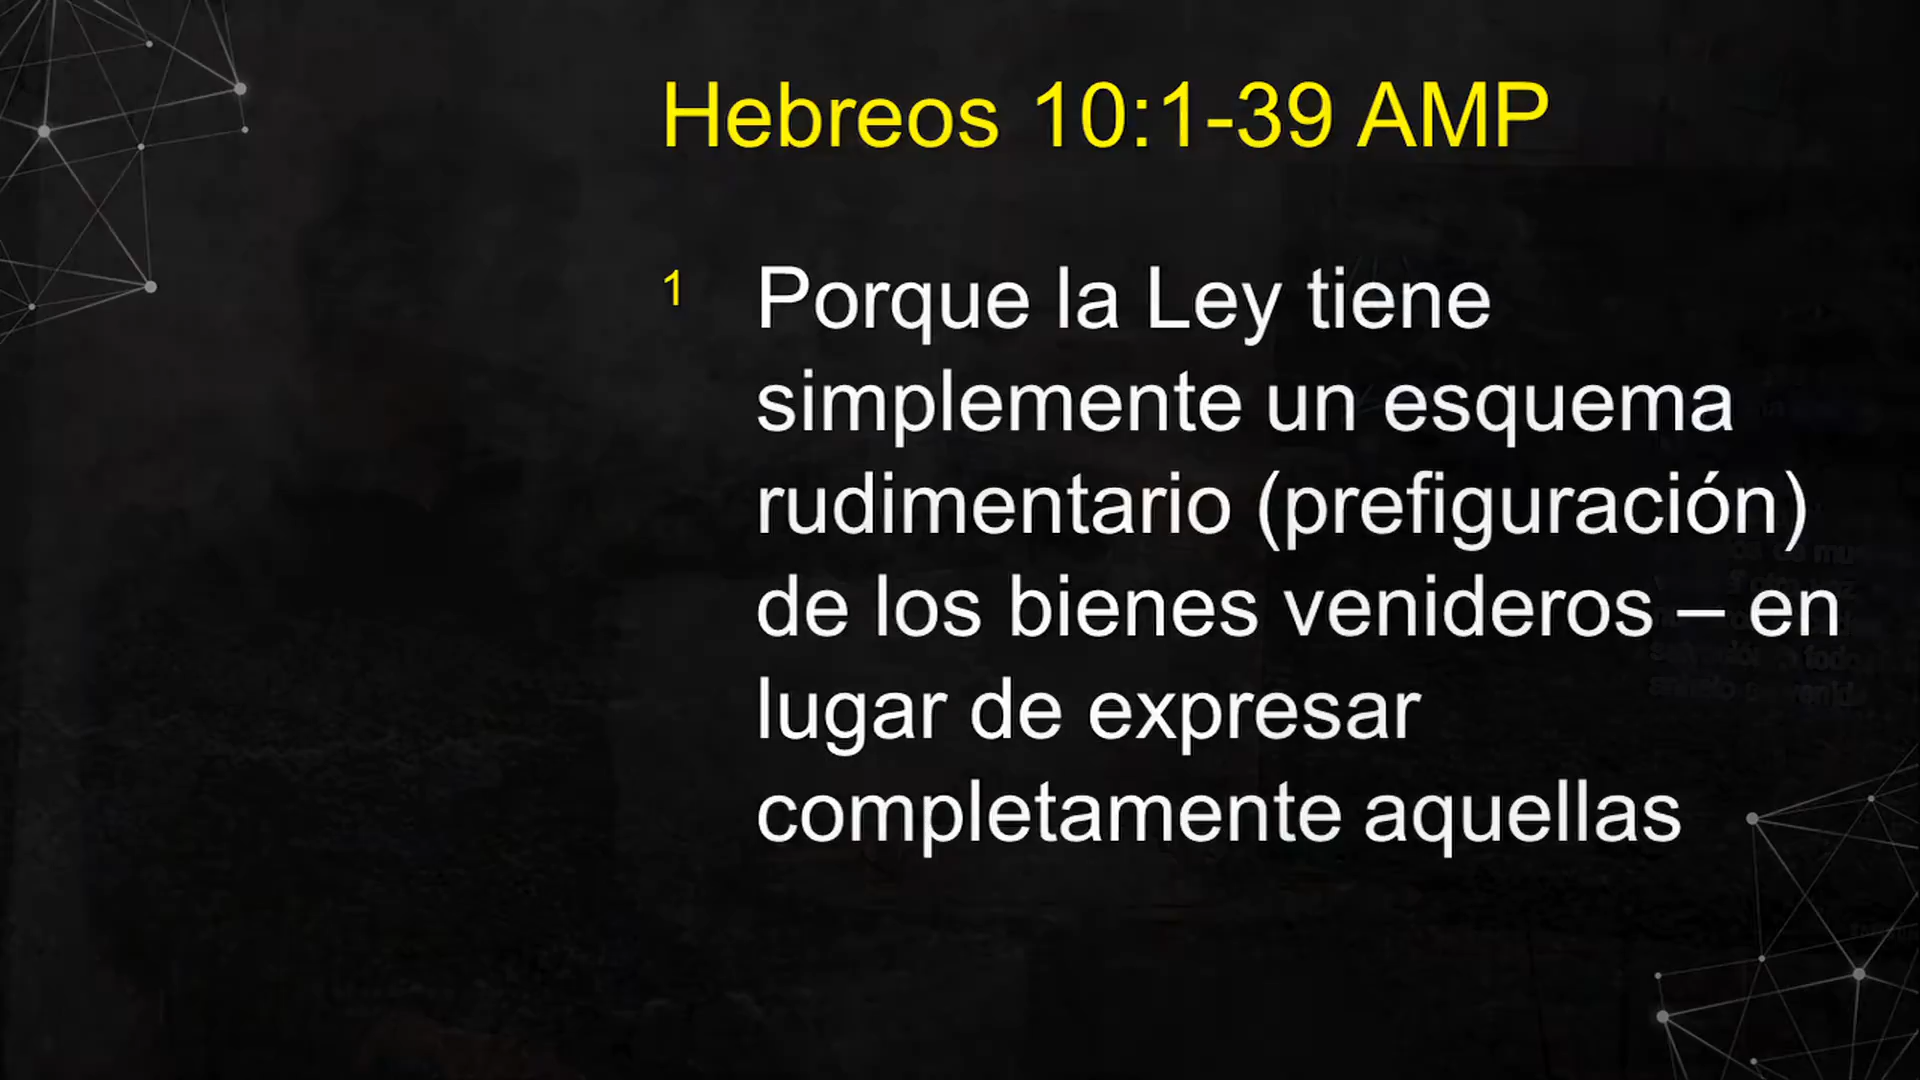 Hebreos 10:1-39 AMP
1 Porque la Ley tiene
simplemente un esquema
rudimentario (prefiguración)
de los bienes venideros – en
lugar de expresar
completamente aquellas